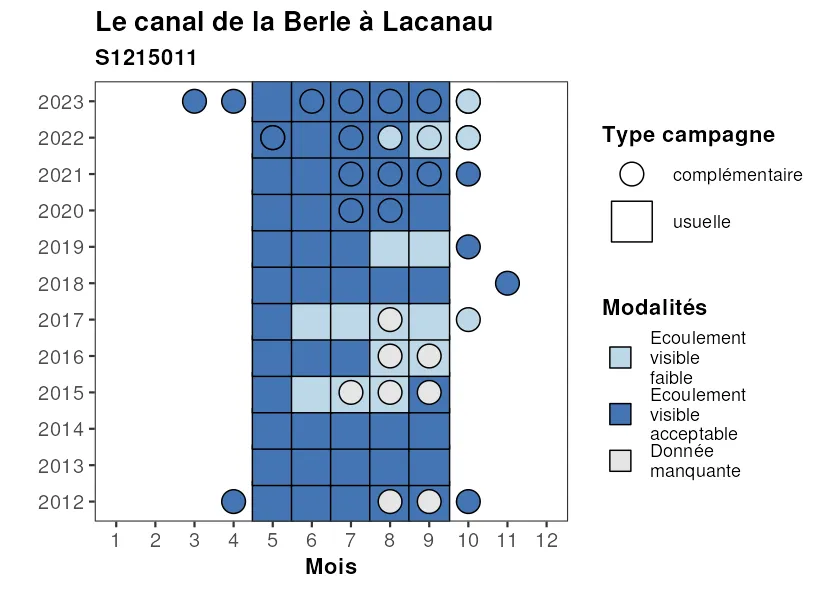 Le canal de la Berle à Lacanau
S1215011
2023
2022
2021
2020
2019
2018
2017
2016
2015
2014
2013
2012
1 2 3 4 5 6 7 8 9 10 11 12
Mois
Type campagne
complémentaire
usuelle
Modalités
Ecoulement
visible
faible
Ecoulement
visible
acceptable
Donnée
manquante